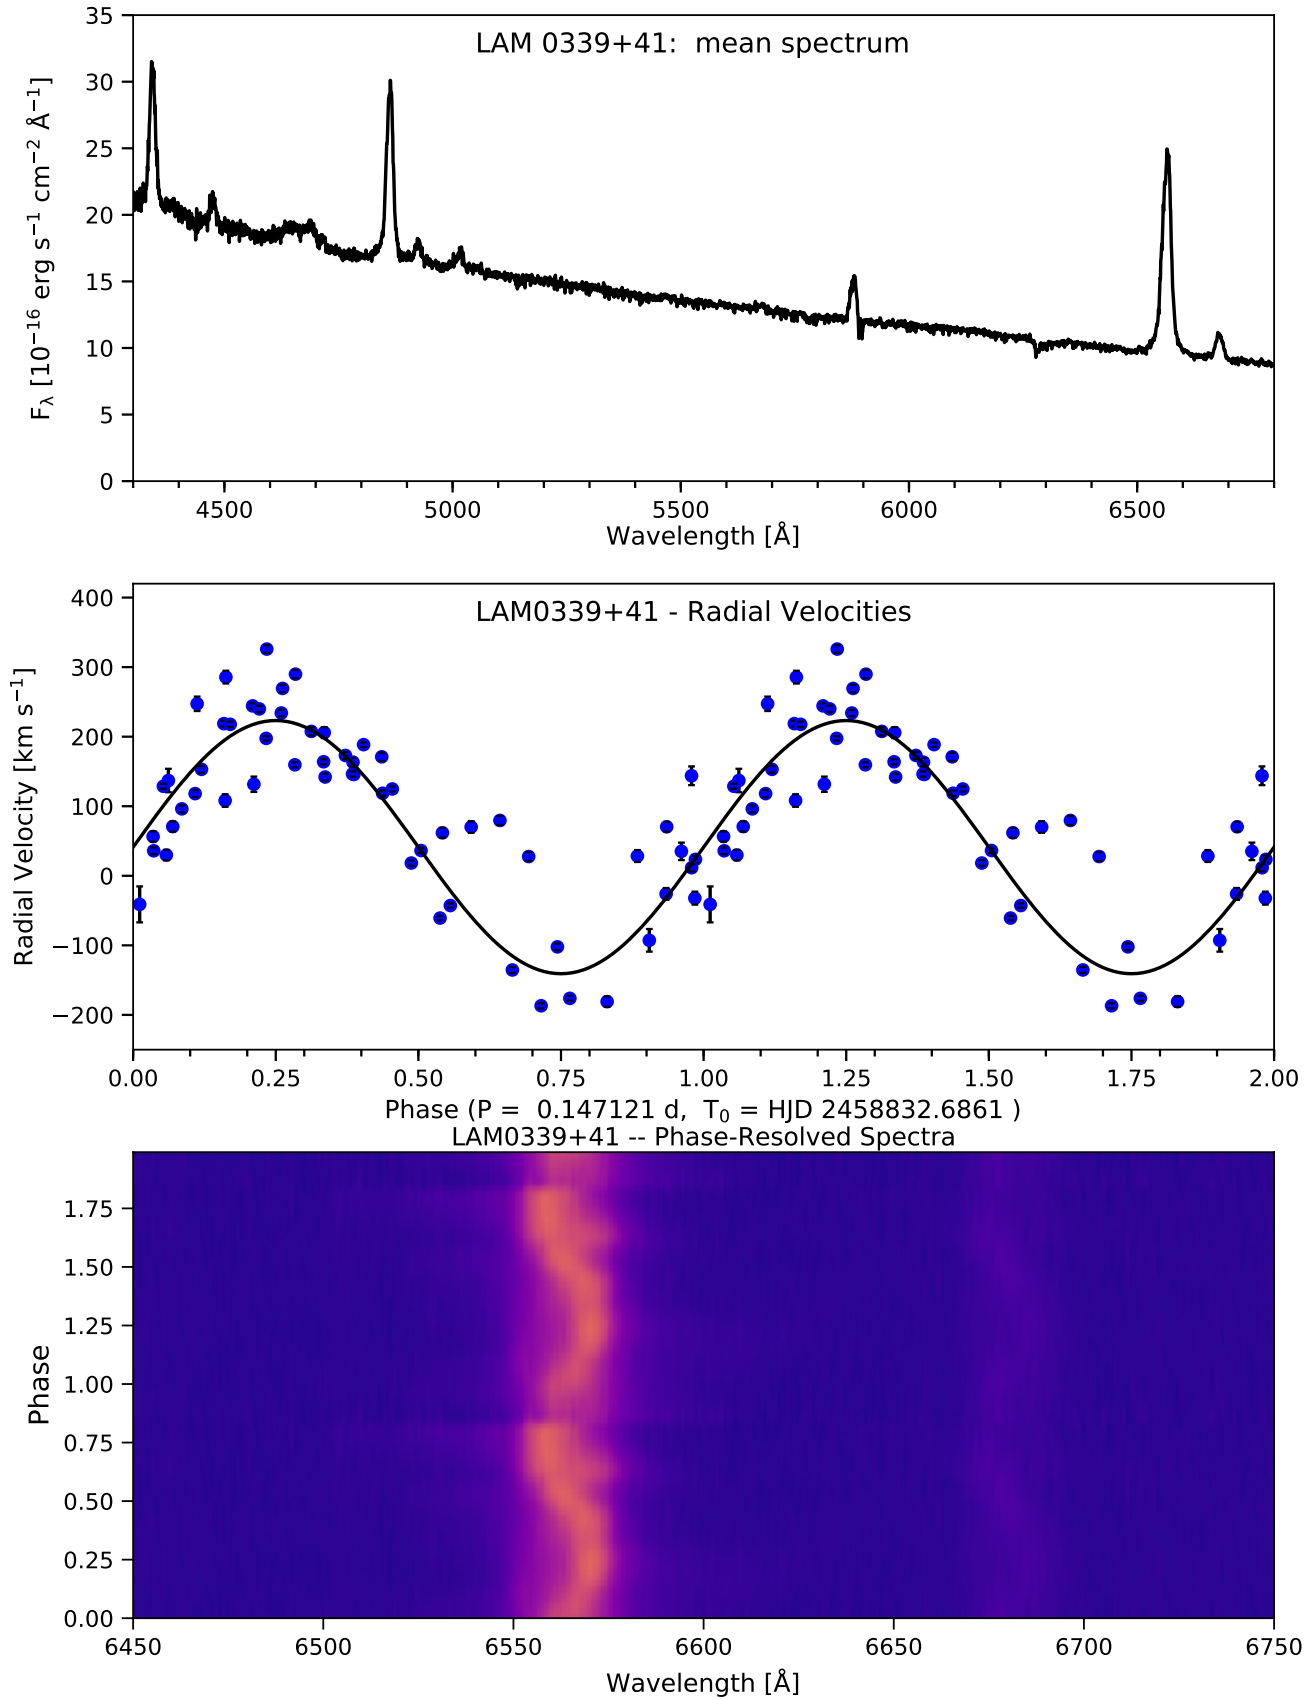 LAM 0339+41:  mean spectrum
35
30
25
20
15
10
5
0
F_λ [10^−16 erg s^−1 cm^−2 Å^−1]
4500 5000 5500 6000 6500
Wavelength [Å]
LAM0339+41 - Radial Velocities
400
300
200
100
0
−100
−200
Radial Velocity [km s^−1]
0.00 0.25 0.50 0.75 1.00 1.25 1.50 1.75 2.00
Phase (P =  0.147121 d,  T_0 = HJD 2458832.6861 )
LAM0339+41 -- Phase-Resolved Spectra
1.75
1.50
1.25
1.00
0.75
0.50
0.25
0.00
Phase
6450 6500 6550 6600 6650 6700 6750
Wavelength [Å]